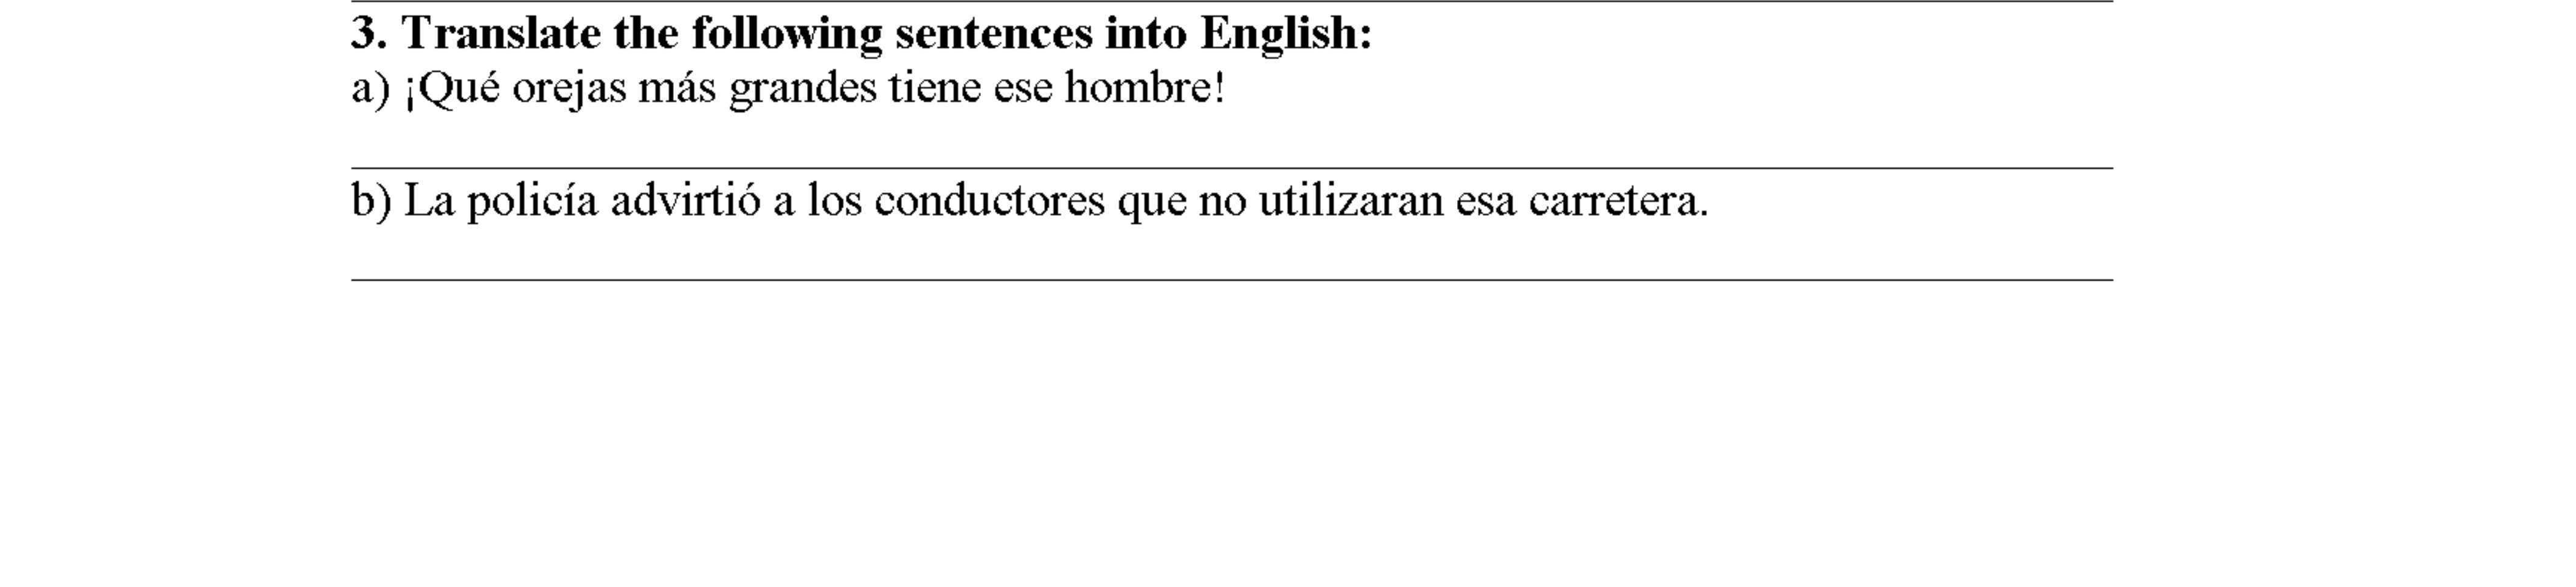 3. Translate the following sentences into English:
a) ¡Qué orejas más grandes tiene ese hombre!
b) La policía advirtió a los conductores que no utilizaran esa carretera.